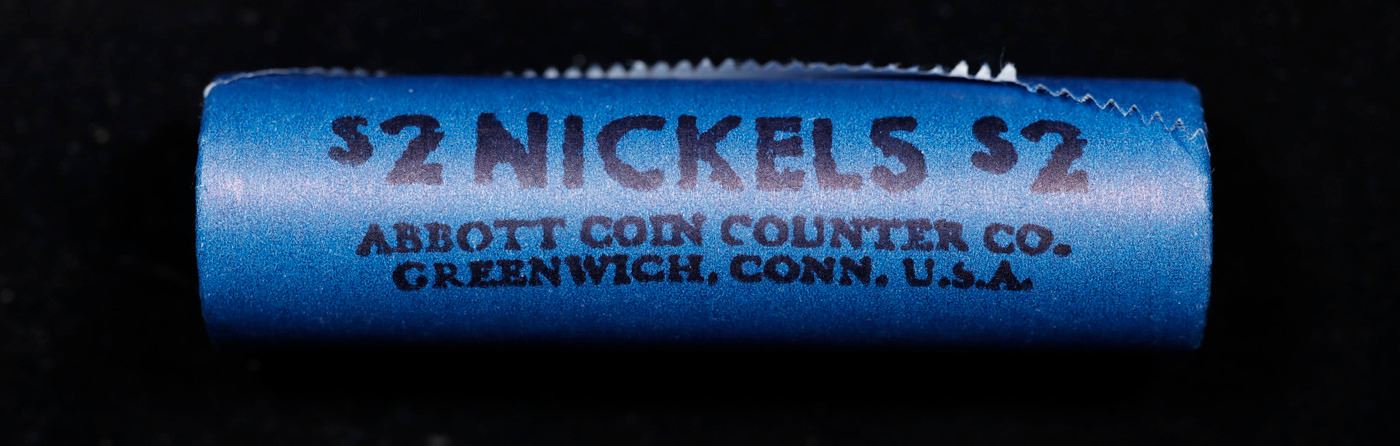 $2 NICKELS $2
ABBOTT COIN COUNTER CO.
GREENWICH, CONN. U.S.A.